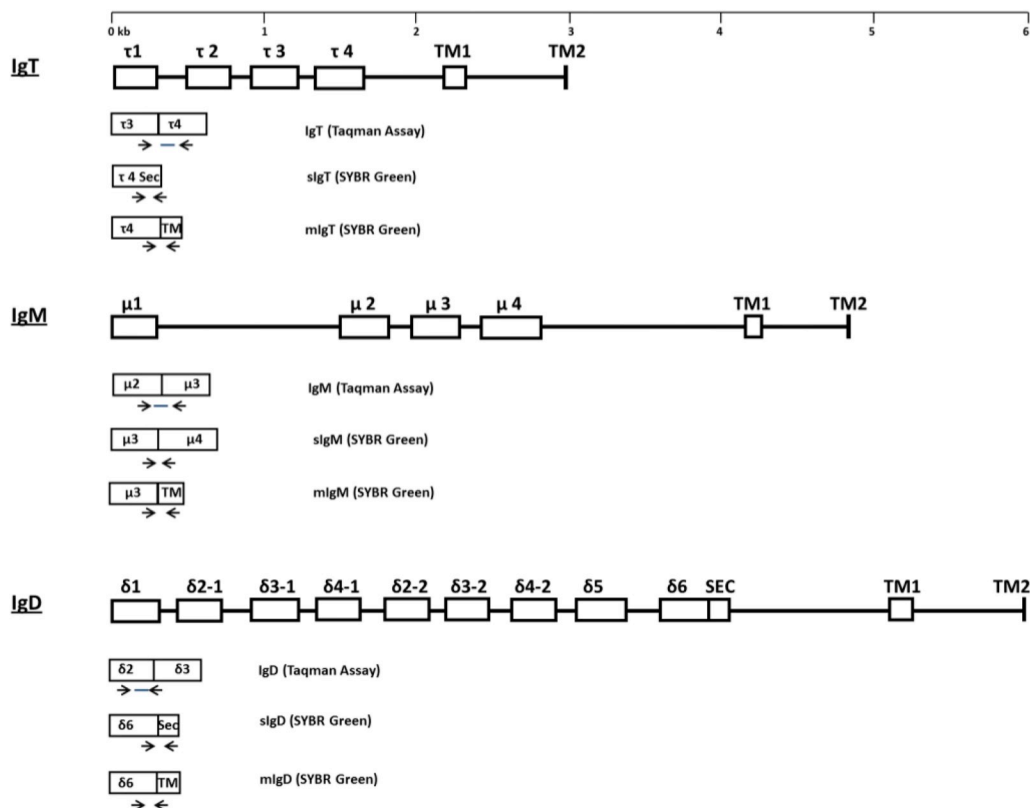 0 kb 1 2 3 4 5 6
IgT
τ1 τ 2 τ 3 τ 4 TM1 TM2
τ3 τ4 IgT (Taqman Assay)
τ 4 Sec sIgT (SYBR Green)
τ4 TM mIgT (SYBR Green)
IgM
μ1 μ 2 μ 3 μ 4 TM1 TM2
μ2 μ3 IgM (Taqman Assay)
μ3 μ4 sIgM (SYBR Green)
μ3 TM mIgM (SYBR Green)
IgD
δ1 δ2-1 δ3-1 δ4-1 δ2-2 δ3-2 δ4-2 δ5 δ6 SEC TM1 TM2
δ2 δ3 IgD (Taqman Assay)
δ6 Sec sIgD (SYBR Green)
δ6 TM mIgD (SYBR Green)